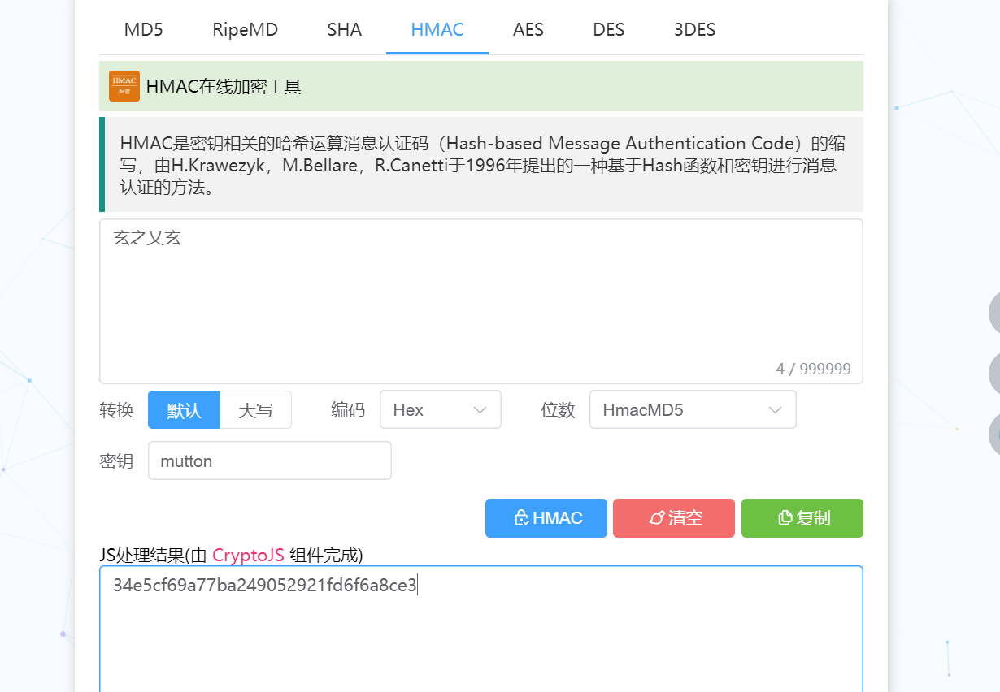 MD5 RipeMD SHA HMAC AES DES 3DES
HMAC
加密
HMAC在线加密工具
HMAC是密钥相关的哈希运算消息认证码（Hash-based Message Authentication Code）的缩
写，由H.Krawezyk，M.Bellare，R.Canetti于1996年提出的一种基于Hash函数和密钥进行消息
认证的方法。
玄之又玄
4 / 999999
转换 默认 大写 编码 Hex 位数 HmacMD5
密钥 mutton
HMAC 清空 复制
JS处理结果(由 CryptoJS 组件完成)
34e5cf69a77ba249052921fd6f6a8ce3